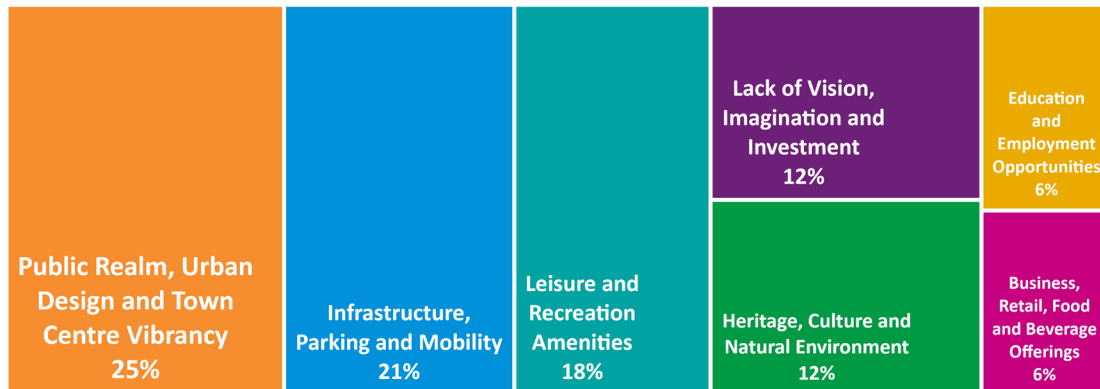 Public Realm, Urban
Design and Town
Centre Vibrancy
25%
Infrastructure,
Parking and Mobility
21%
Leisure and
Recreation
Amenities
18%
Lack of Vision,
Imagination and
Investment
12%
Heritage, Culture and
Natural Environment
12%
Education
and
Employment
Opportunities
6%
Business,
Retail, Food
and Beverage
Offerings
6%